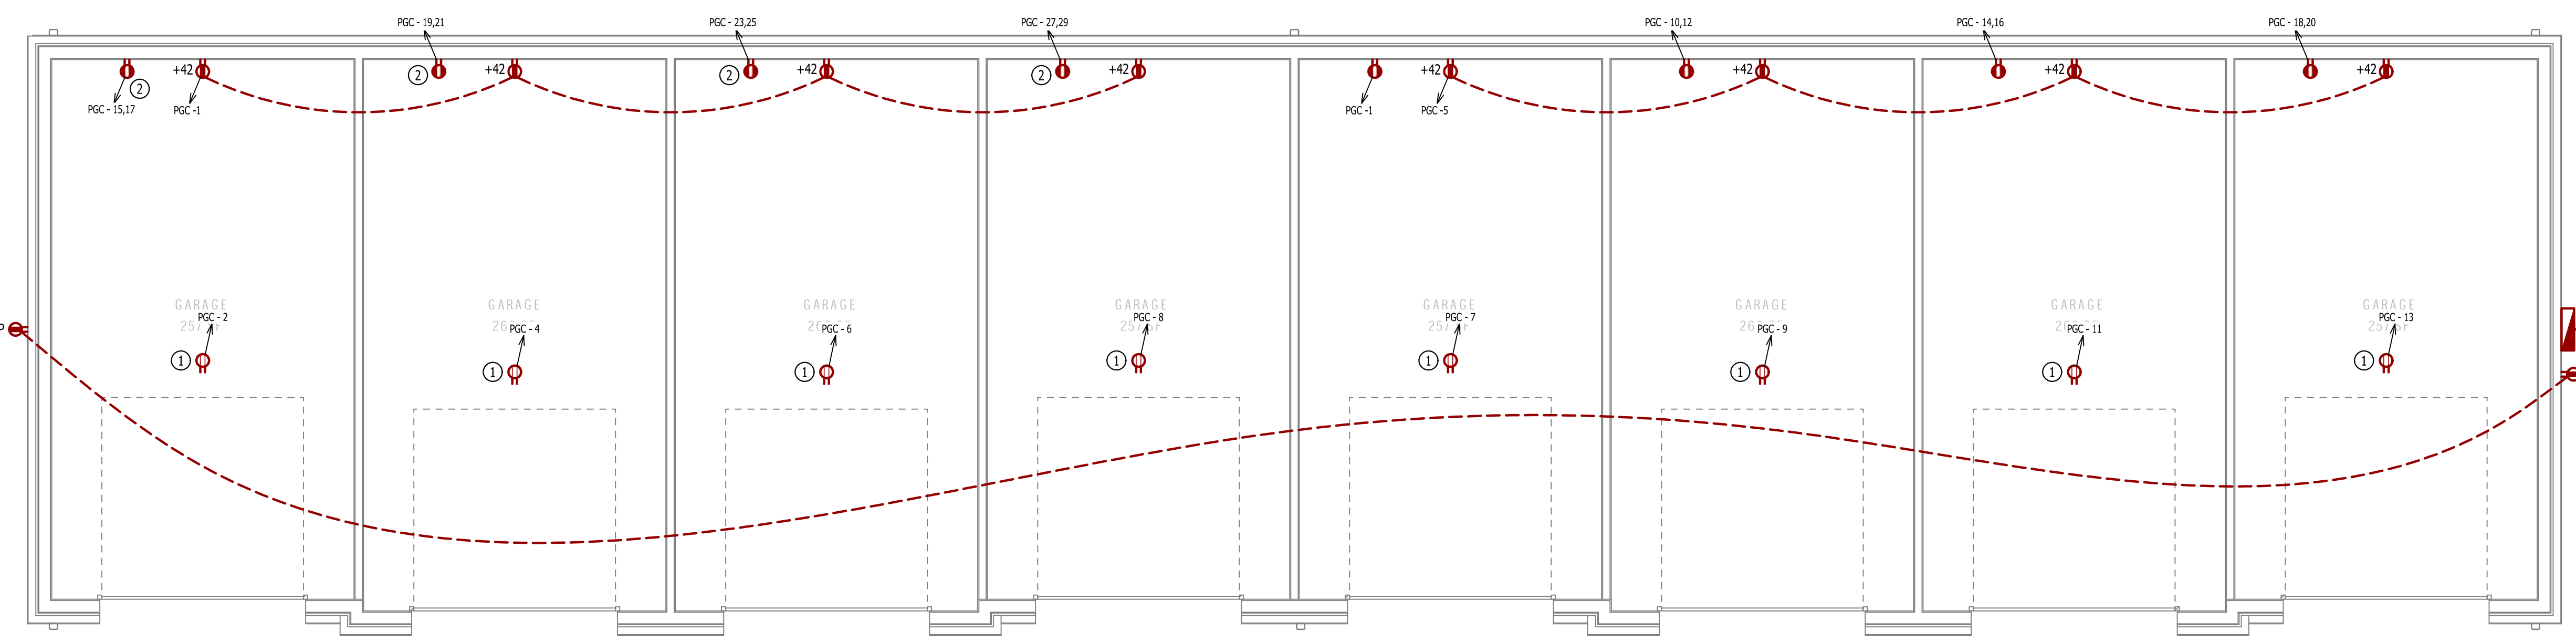 PGC - 19,21
PGC - 23,25
PGC - 27,29
PGC - 10,12
PGC - 14,16
PGC - 18,20
+42
2
+42
2
+42
2
+42
+42
+42
+42
+42
2
PGC - 15,17
PGC -1
PGC -1
PGC -5
GARAGE
GARAGE
GARAGE
GARAGE
GARAGE
GARAGE
GARAGE
GARAGE
PGC - 2
PGC - 4
PGC - 6
PGC - 8
PGC - 7
PGC - 9
PGC - 11
PGC - 13
P
1
1
1
1
1
1
1
1